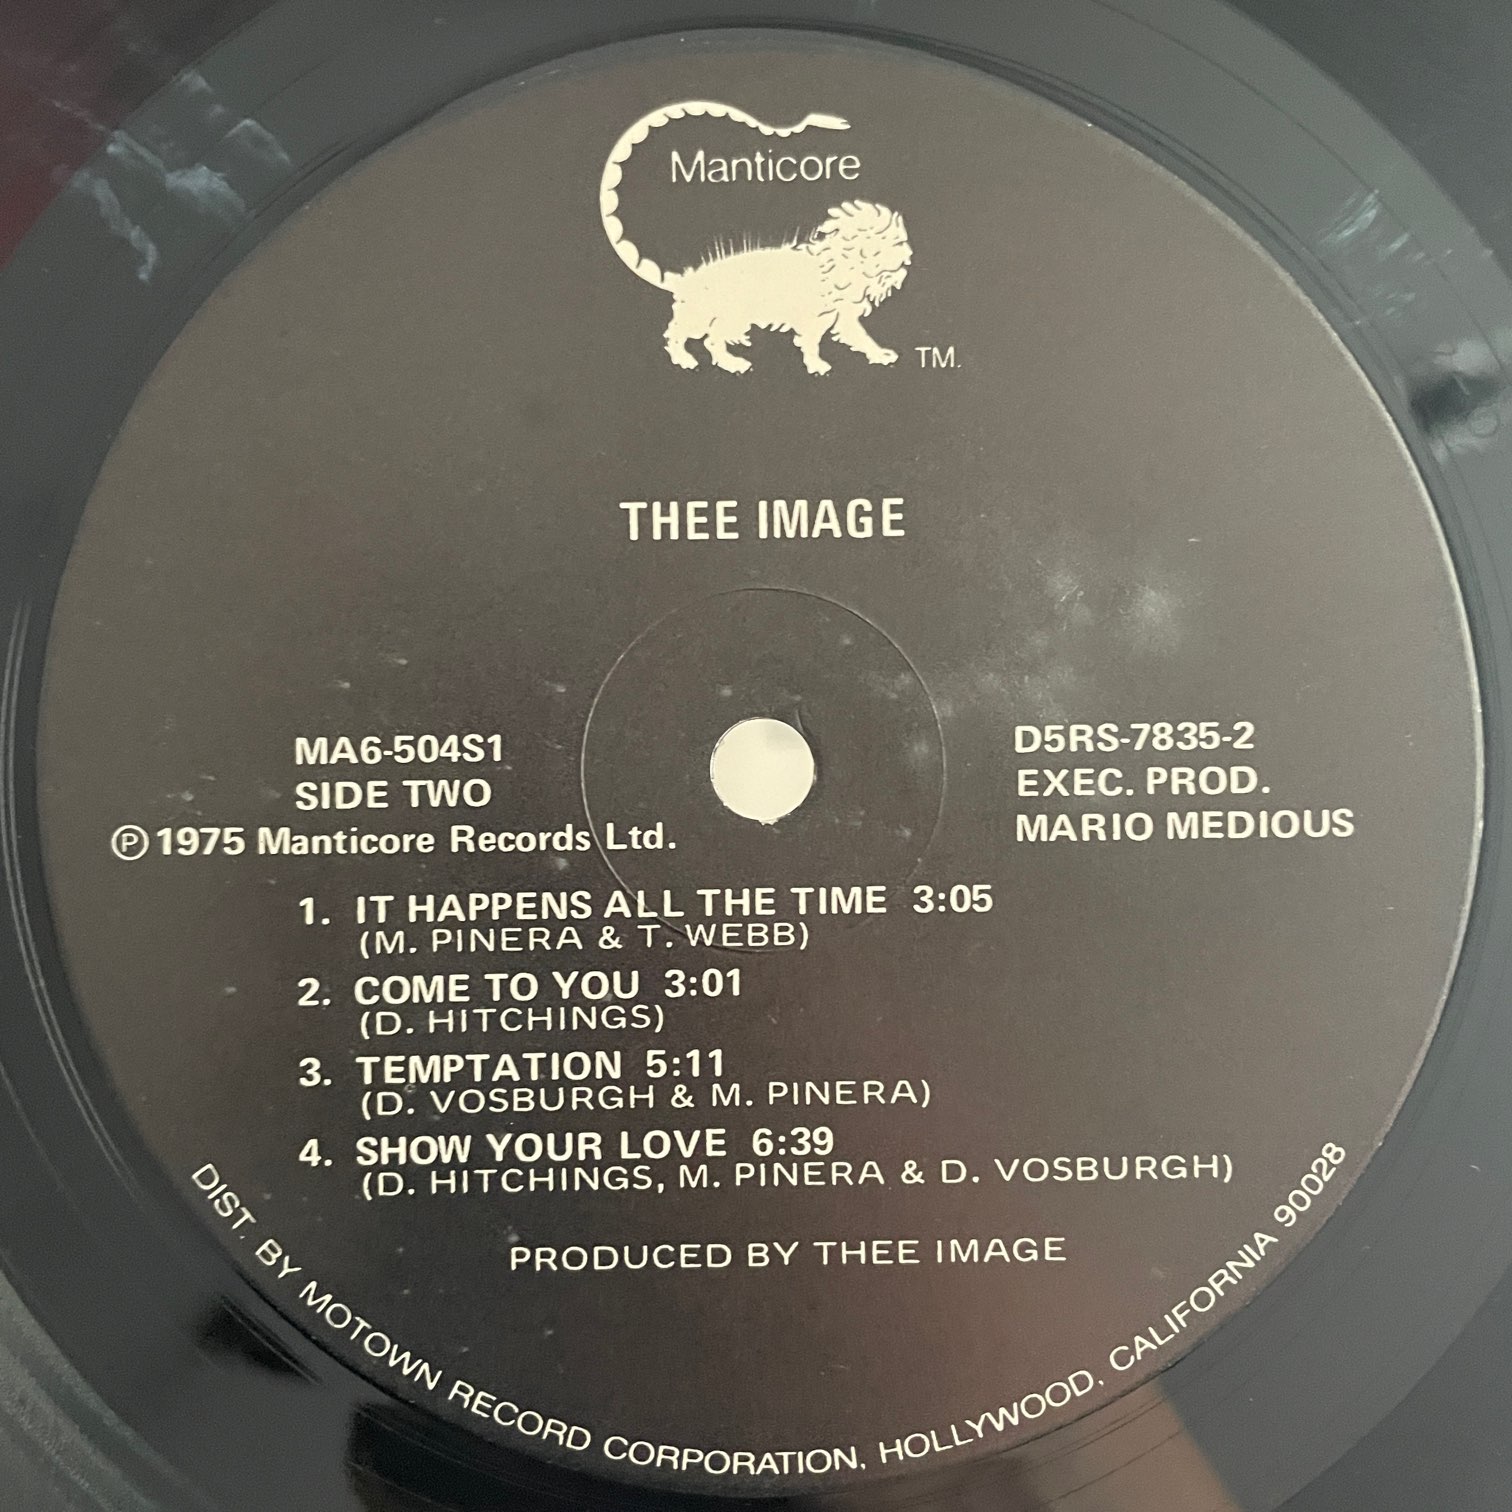 Manticore
TM.
THEE IMAGE
MA6-504S1
SIDE TWO
℗ 1975 Manticore Records Ltd.
D5RS-7835-2
EXEC. PROD.
MARIO MEDIOUS
1. IT HAPPENS ALL THE TIME 3:05
(M. PINERA & T. WEBB)
2. COME TO YOU 3:01
(D. HITCHINGS)
3. TEMPTATION 5:11
(D. VOSBURGH & M. PINERA)
4. SHOW YOUR LOVE 6:39
(D. HITCHINGS, M. PINERA & D. VOSBURGH)
PRODUCED BY THEE IMAGE
DIST. BY MOTOWN RECORD CORPORATION, HOLLYWOOD, CALIFORNIA 90028